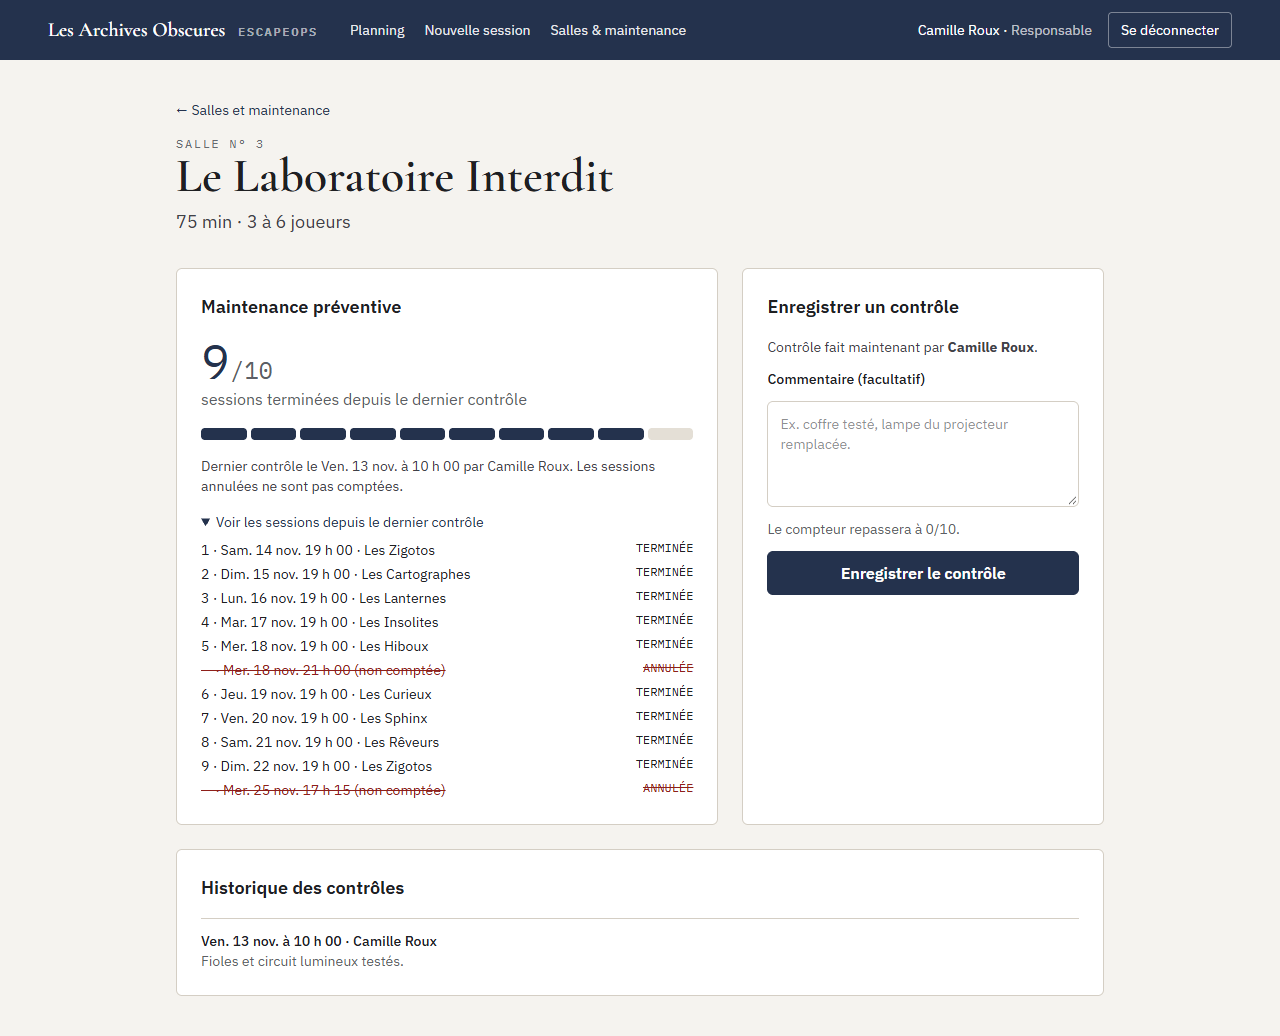 Les Archives Obscures ESCAPEOPS Planning Nouvelle session Salles & maintenance Camille Roux · Responsable Se déconnecter
← Salles et maintenance
SALLE N° 3
Le Laboratoire Interdit
75 min · 3 à 6 joueurs
Maintenance préventive
9/10
sessions terminées depuis le dernier contrôle
Dernier contrôle le Ven. 13 nov. à 10 h 00 par Camille Roux. Les sessions
annulées ne sont pas comptées.
▼ Voir les sessions depuis le dernier contrôle
1 · Sam. 14 nov. 19 h 00 · Les Zigotos TERMINÉE
2 · Dim. 15 nov. 19 h 00 · Les Cartographes TERMINÉE
3 · Lun. 16 nov. 19 h 00 · Les Lanternes TERMINÉE
4 · Mar. 17 nov. 19 h 00 · Les Insolites TERMINÉE
5 · Mer. 18 nov. 19 h 00 · Les Hiboux TERMINÉE
— · Mer. 18 nov. 21 h 00 (non comptée) ANNULÉE
6 · Jeu. 19 nov. 19 h 00 · Les Curieux TERMINÉE
7 · Ven. 20 nov. 19 h 00 · Les Sphinx TERMINÉE
8 · Sam. 21 nov. 19 h 00 · Les Rêveurs TERMINÉE
9 · Dim. 22 nov. 19 h 00 · Les Zigotos TERMINÉE
— · Mer. 25 nov. 17 h 15 (non comptée) ANNULÉE
Enregistrer un contrôle
Contrôle fait maintenant par Camille Roux.
Commentaire (facultatif)
Ex. coffre testé, lampe du projecteur
remplacée.
Le compteur repassera à 0/10.
Enregistrer le contrôle
Historique des contrôles
Ven. 13 nov. à 10 h 00 · Camille Roux
Fioles et circuit lumineux testés.